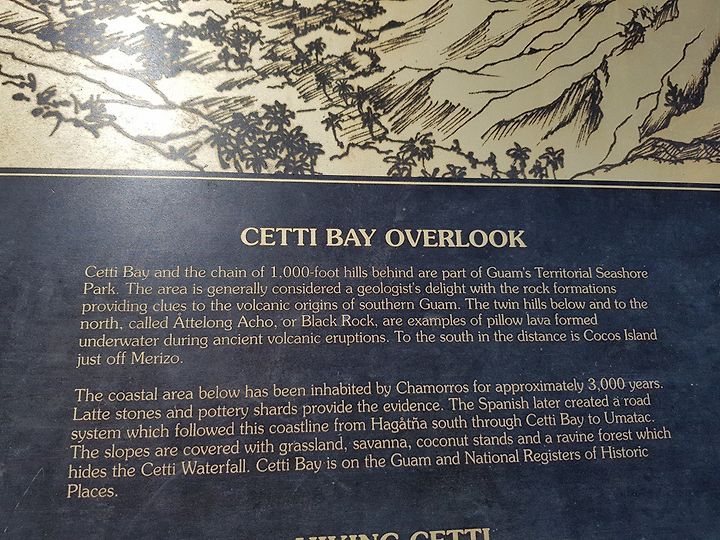 CETTI BAY OVERLOOK
Cetti Bay and the chain of 1,000-foot hills behind are part of Guam's Territorial Seashore
Park. The area is generally considered a geologist's delight with the rock formations
providing clues to the volcanic origins of southern Guam. The twin hills below and to the
north, called Åttelong Acho, or Black Rock, are examples of pillow lava formed
underwater during ancient volcanic eruptions. To the south in the distance is Cocos Island
just off Merizo.
The coastal area below has been inhabited by Chamorros for approximately 3,000 years.
Latte stones and pottery shards provide the evidence. The Spanish later created a road
system which followed this coastline from Hagåtña south through Cetti Bay to Umatac.
The slopes are covered with grassland, savanna, coconut stands and a ravine forest which
hides the Cetti Waterfall. Cetti Bay is on the Guam and National Registers of Historic
Places.
HIKING CETTI